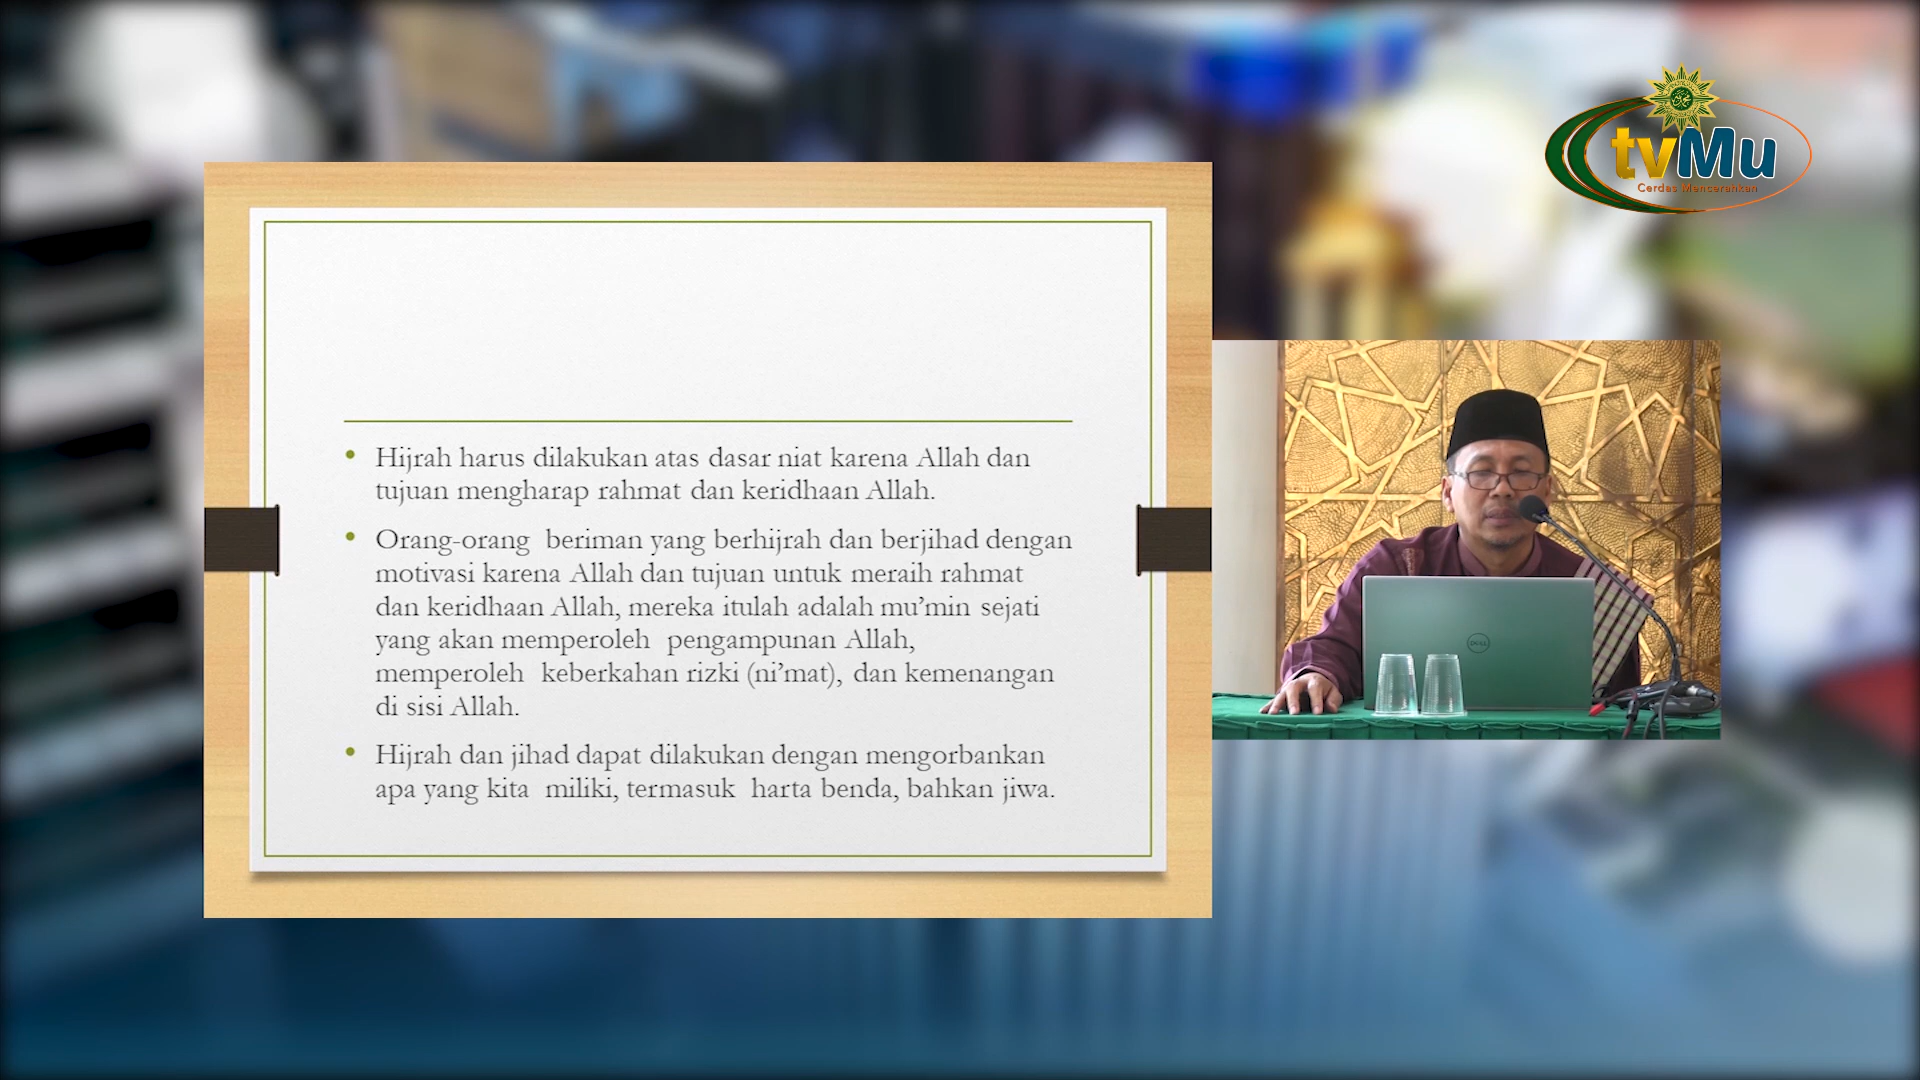 tvMu
Cerdas Mencerahkan
• Hijrah harus dilakukan atas dasar niat karena Allah dan
tujuan mengharap rahmat dan keridhaan Allah.
• Orang-orang  beriman yang berhijrah dan berjihad dengan
motivasi karena Allah dan tujuan untuk meraih rahmat
dan keridhaan Allah, mereka itulah adalah mu’min sejati
yang akan memperoleh  pengampunan Allah,
memperoleh  keberkahan rizki (ni’mat), dan kemenangan
di sisi Allah.
• Hijrah dan jihad dapat dilakukan dengan mengorbankan
apa yang kita  miliki, termasuk  harta benda, bahkan jiwa.
DELL